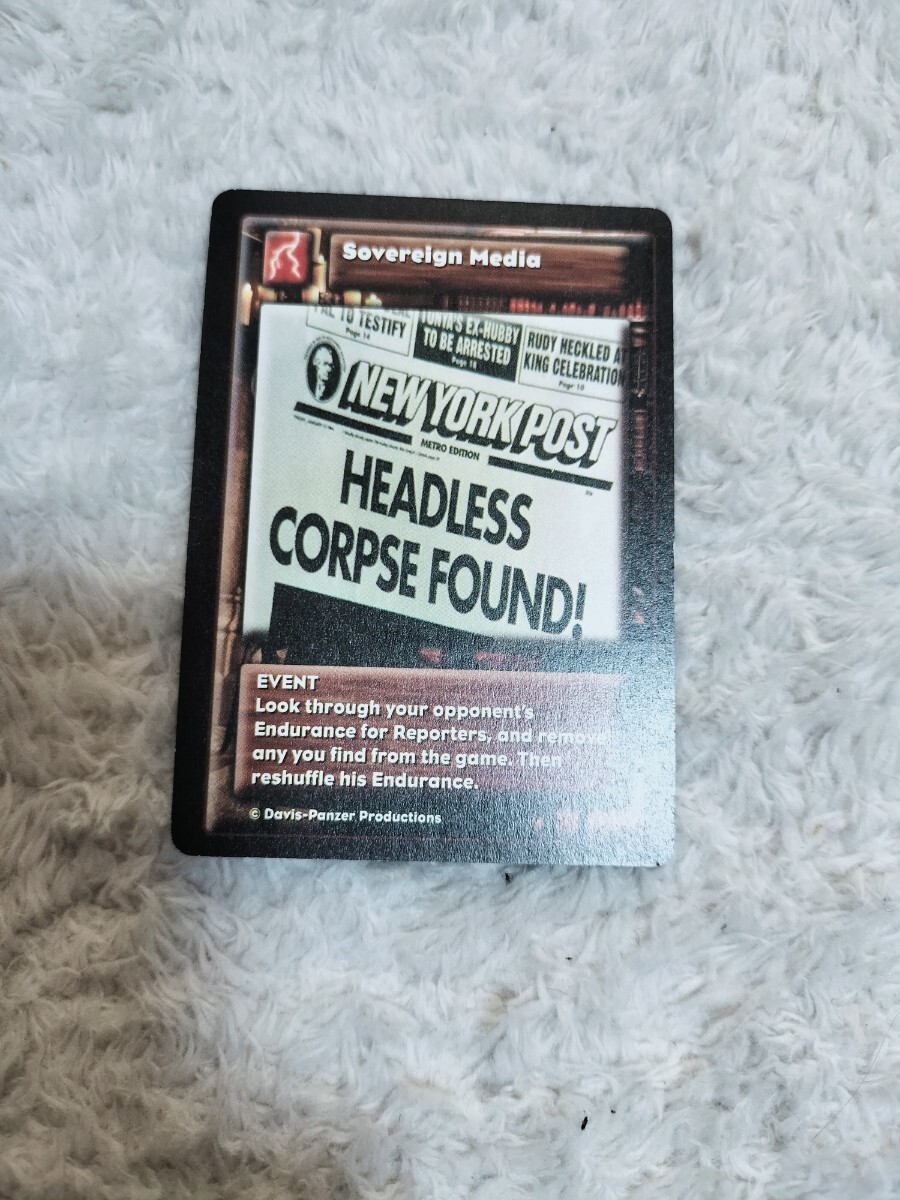 Sovereign Media
TO TESTIFY
Page 14
TONYA'S EX-HUBBY
TO BE ARRESTED
RUDY HECKLED AT
KING CELEBRATION
Page 10
NEW YORK POST
METRO EDITION
HEADLESS
CORPSE FOUND!
EVENT
Look through your opponent's
Endurance for Reporters, and remove
any you find from the game. Then
reshuffle his Endurance.
© Davis-Panzer Productions